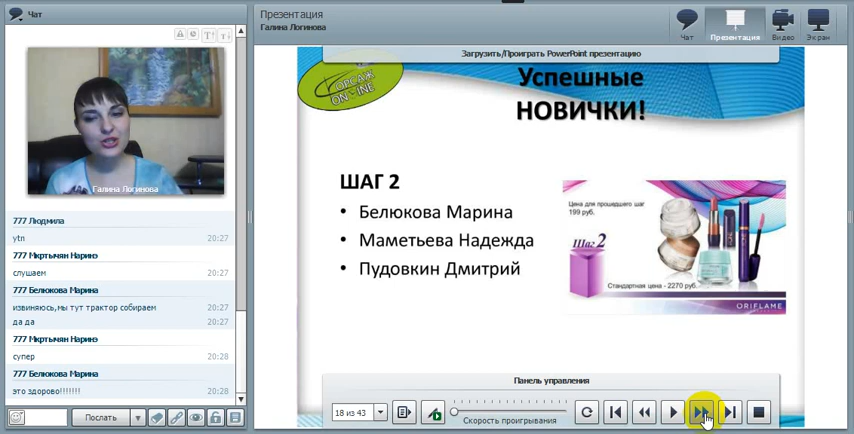 Чат
Галина Логинова
777 Людмила
ytn 20:27
777 Мкртычян Наринэ
слушаем 20:27
777 Белюкова Марина
извиняюсь,мы тут трактор собираем 20:27
да да 20:27
777 Мкртычян Наринэ
супер 20:28
777 Белюкова Марина
это здорово!!!!!!! 20:28
Послать
Презентация
Галина Логинова
Чат
Презентация
Видео
Экран
Загрузить/Проиграть PowerPoint презентацию
ON-LINE
Успешные
НОВИЧКИ!
ШАГ 2
• Белюкова Марина
• Маметьева Надежда
• Пудовкин Дмитрий
Цена для прошедшего шаг
199 руб.
Шаг 2
Стандартная цена - 2270 руб.
ORIFLAME
Панель управления
18 из 43
Скорость проигрывания